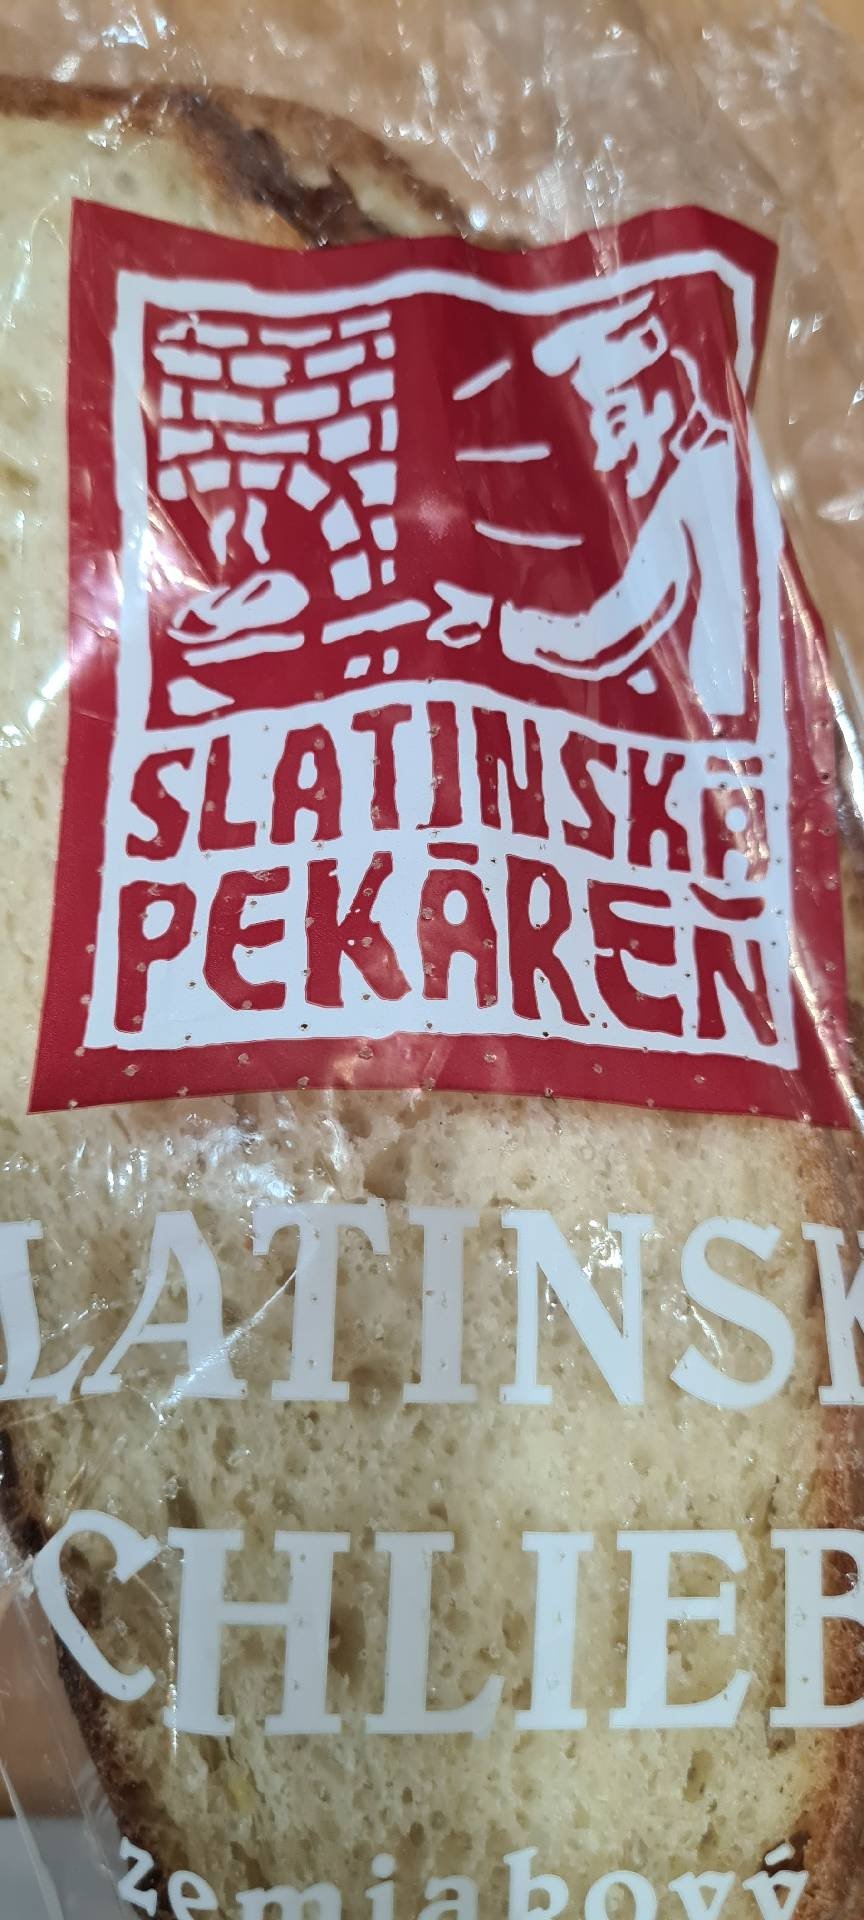 SLATINSKÁ
PEKÁREŇ
LATINSK
CHLIEB
zemiakový